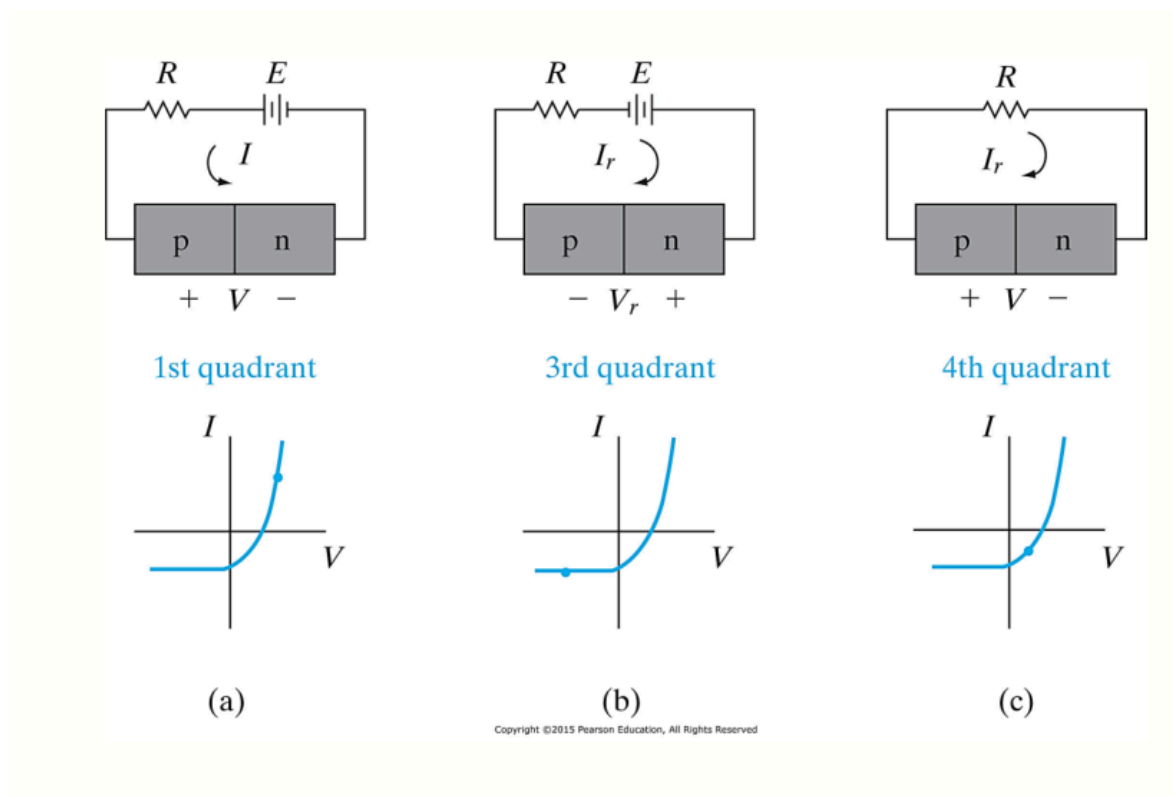 R E
I
p n
+ V −
1st quadrant
I
V
(a)
R E
I_r
p n
− V_r +
3rd quadrant
I
V
(b)
R
I_r
p n
+ V −
4th quadrant
I
V
(c)
Copyright ©2015 Pearson Education, All Rights Reserved